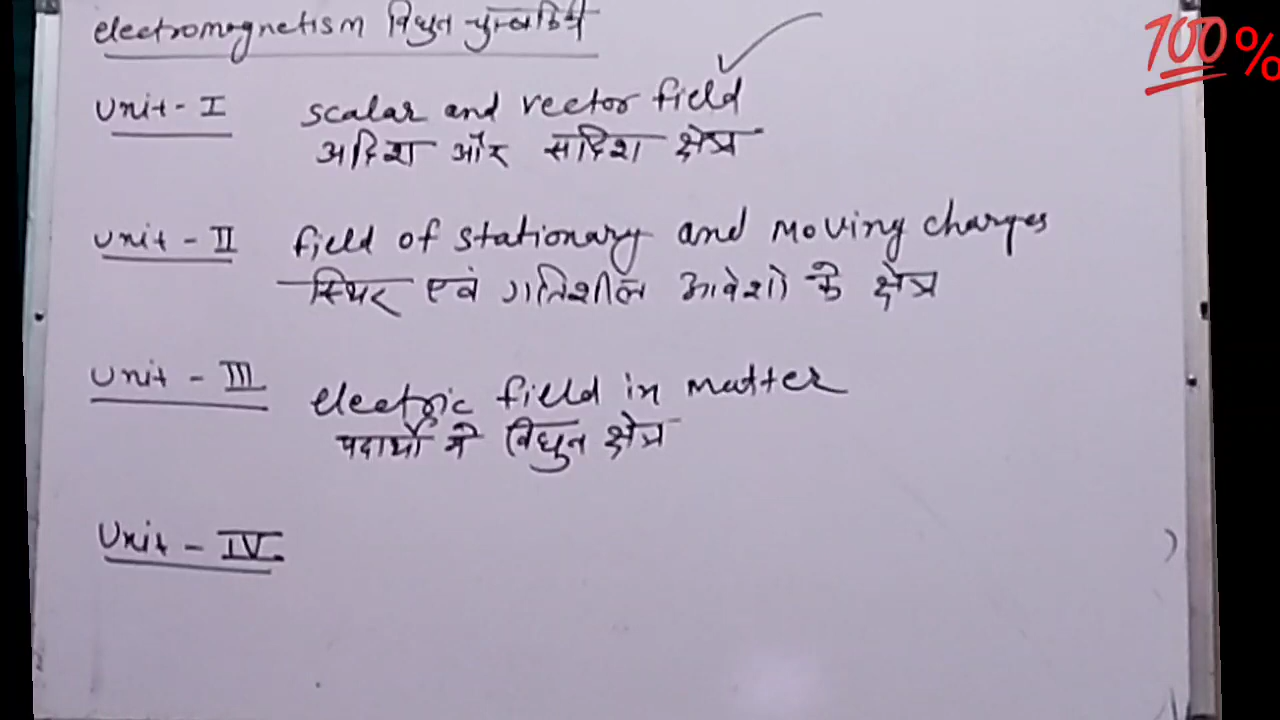 electromagnetism विधुत चुम्बकिय
Unit - I scalar and vector field
अदिश और सदिश क्षेत्र
Unit - II field of stationary and moving charges
स्थिर एवं गतिशील आवेशो के क्षेत्र
Unit - III electric field in matter
पदार्थो मे विधुत क्षेत्र
Unit - IV
100%